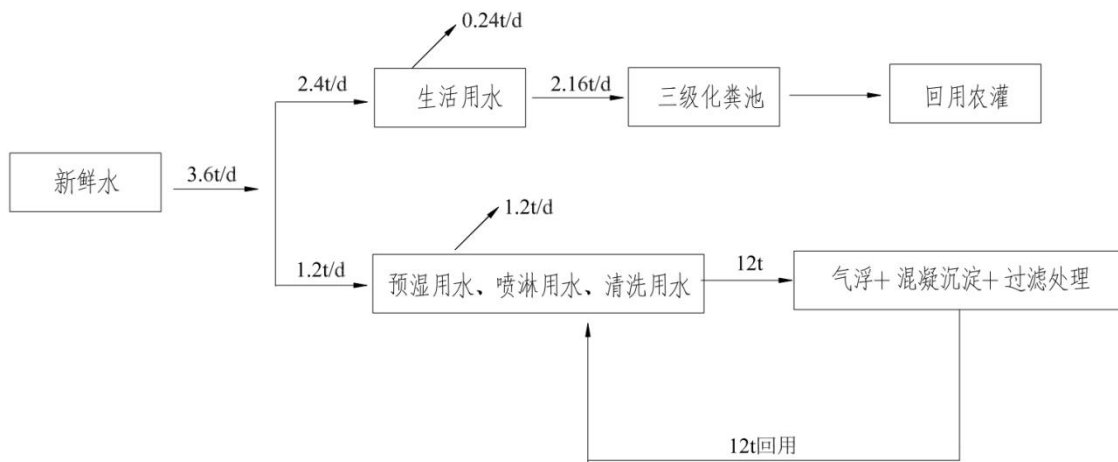 0.24t/d
2.4t/d
生活用水
2.16t/d
三级化粪池
回用农灌
新鲜水
3.6t/d
1.2t/d
1.2t/d
预湿用水、喷淋用水、清洗用水
12t
气浮+混凝沉淀+过滤处理
12t回用